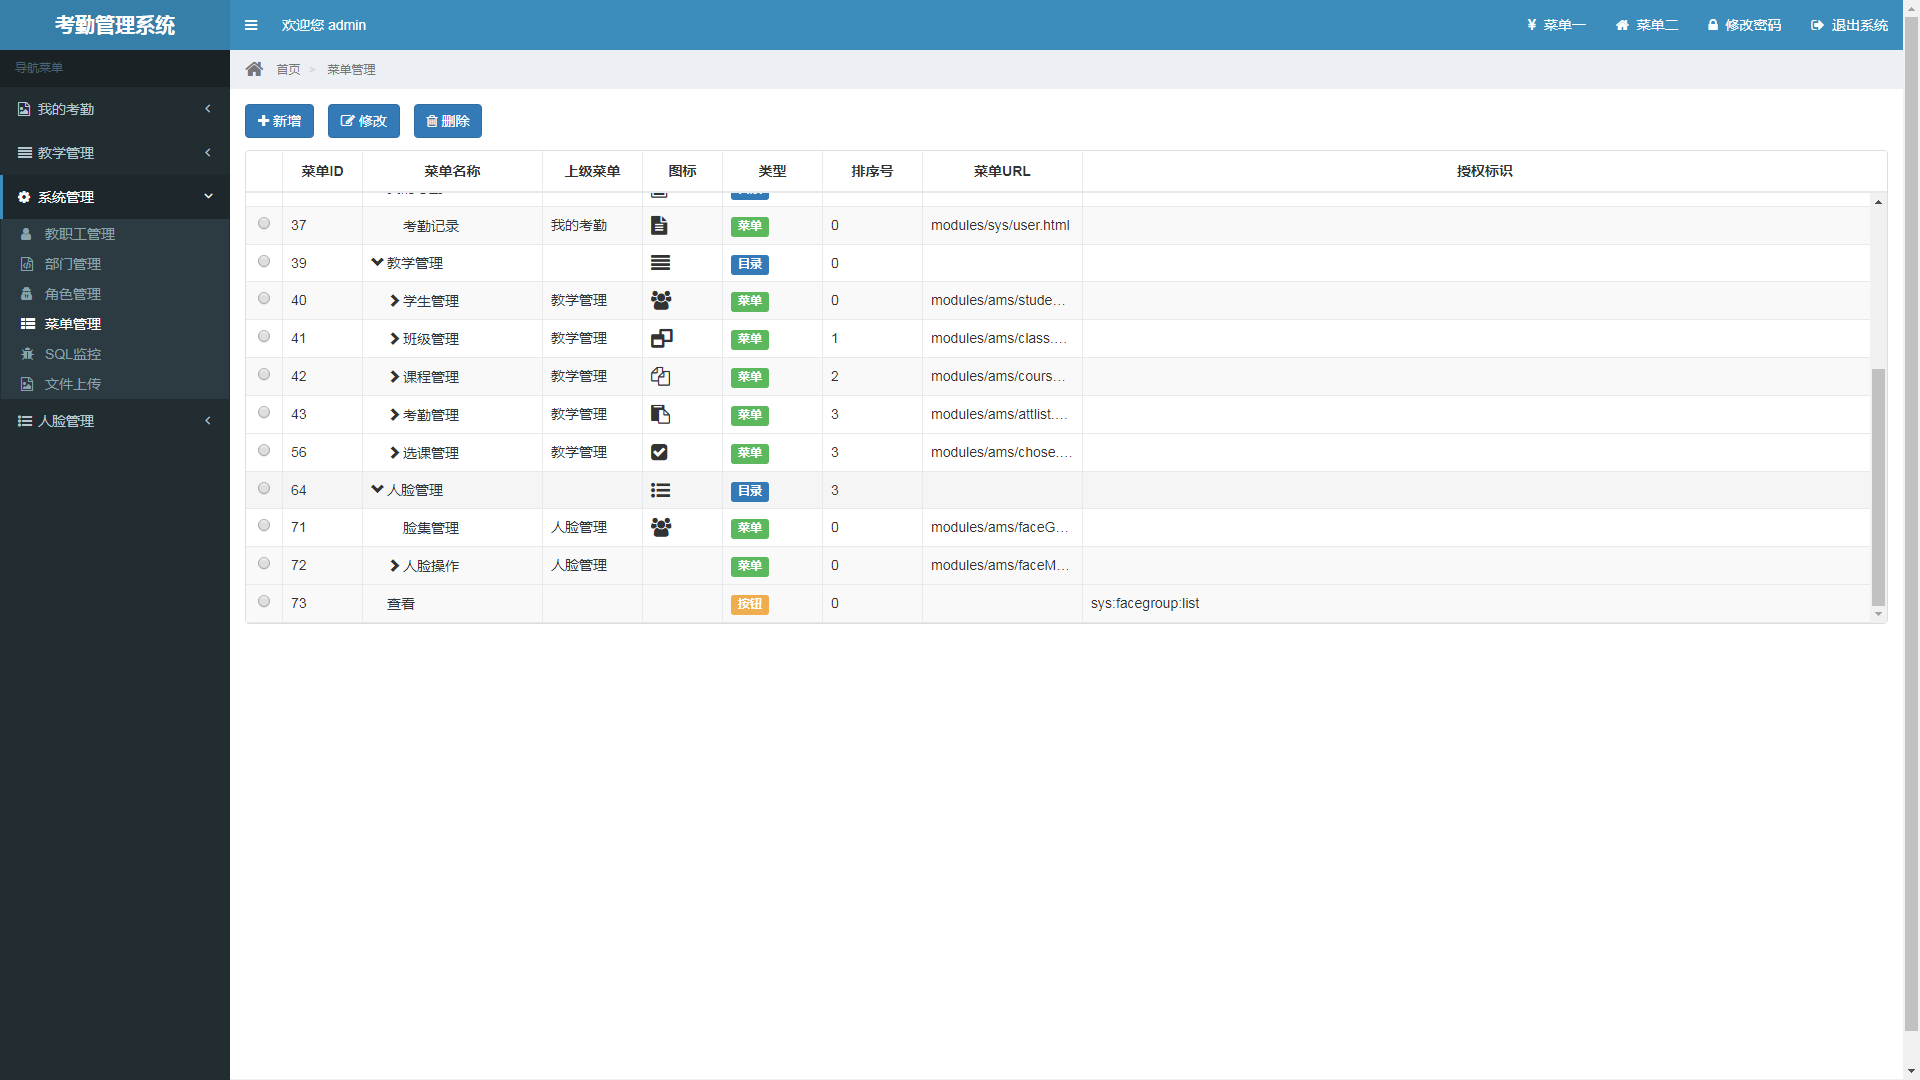 考勤管理系统
欢迎您 admin
菜单一
菜单二
修改密码
退出系统
导航菜单
我的考勤
教学管理
系统管理
教职工管理
部门管理
角色管理
菜单管理
SQL监控
文件上传
人脸管理
首页 > 菜单管理
新增 修改 删除
菜单ID 菜单名称 上级菜单 图标 类型 排序号 菜单URL 授权标识
37 考勤记录 我的考勤 菜单 0 modules/sys/user.html
39 教学管理 目录 0
40 学生管理 教学管理 菜单 0 modules/ams/stude...
41 班级管理 教学管理 菜单 1 modules/ams/class....
42 课程管理 教学管理 菜单 2 modules/ams/cours...
43 考勤管理 教学管理 菜单 3 modules/ams/attlist....
56 选课管理 教学管理 菜单 3 modules/ams/chose....
64 人脸管理 目录 3
71 脸集管理 人脸管理 菜单 0 modules/ams/faceG...
72 人脸操作 人脸管理 菜单 0 modules/ams/faceM...
73 查看 按钮 0 sys:facegroup:list